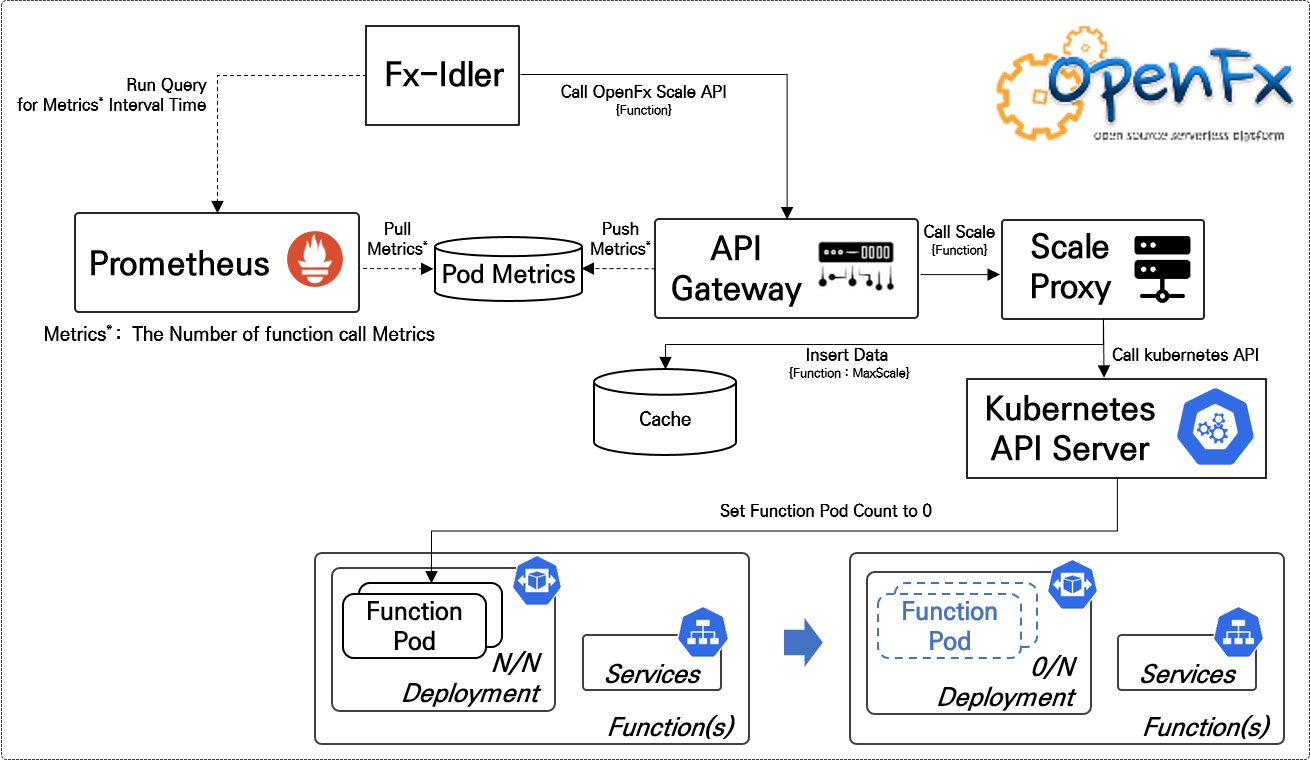 Fx-Idler
OpenFx
open source serverless platform
Run Query
for Metrics* Interval Time
Call OpenFx Scale API
{Function}
Prometheus
Pull
Metrics*
Pod Metrics
Push
Metrics*
API
Gateway
Call Scale
{Function}
Scale
Proxy
Metrics* : The Number of function call Metrics
Insert Data
{Function : MaxScale}
Call kubernetes API
Cache
Kubernetes
API Server
Set Function Pod Count to 0
Function
Pod
N/N
Deployment
Services
Function(s)
Function
Pod
0/N
Deployment
Services
Function(s)